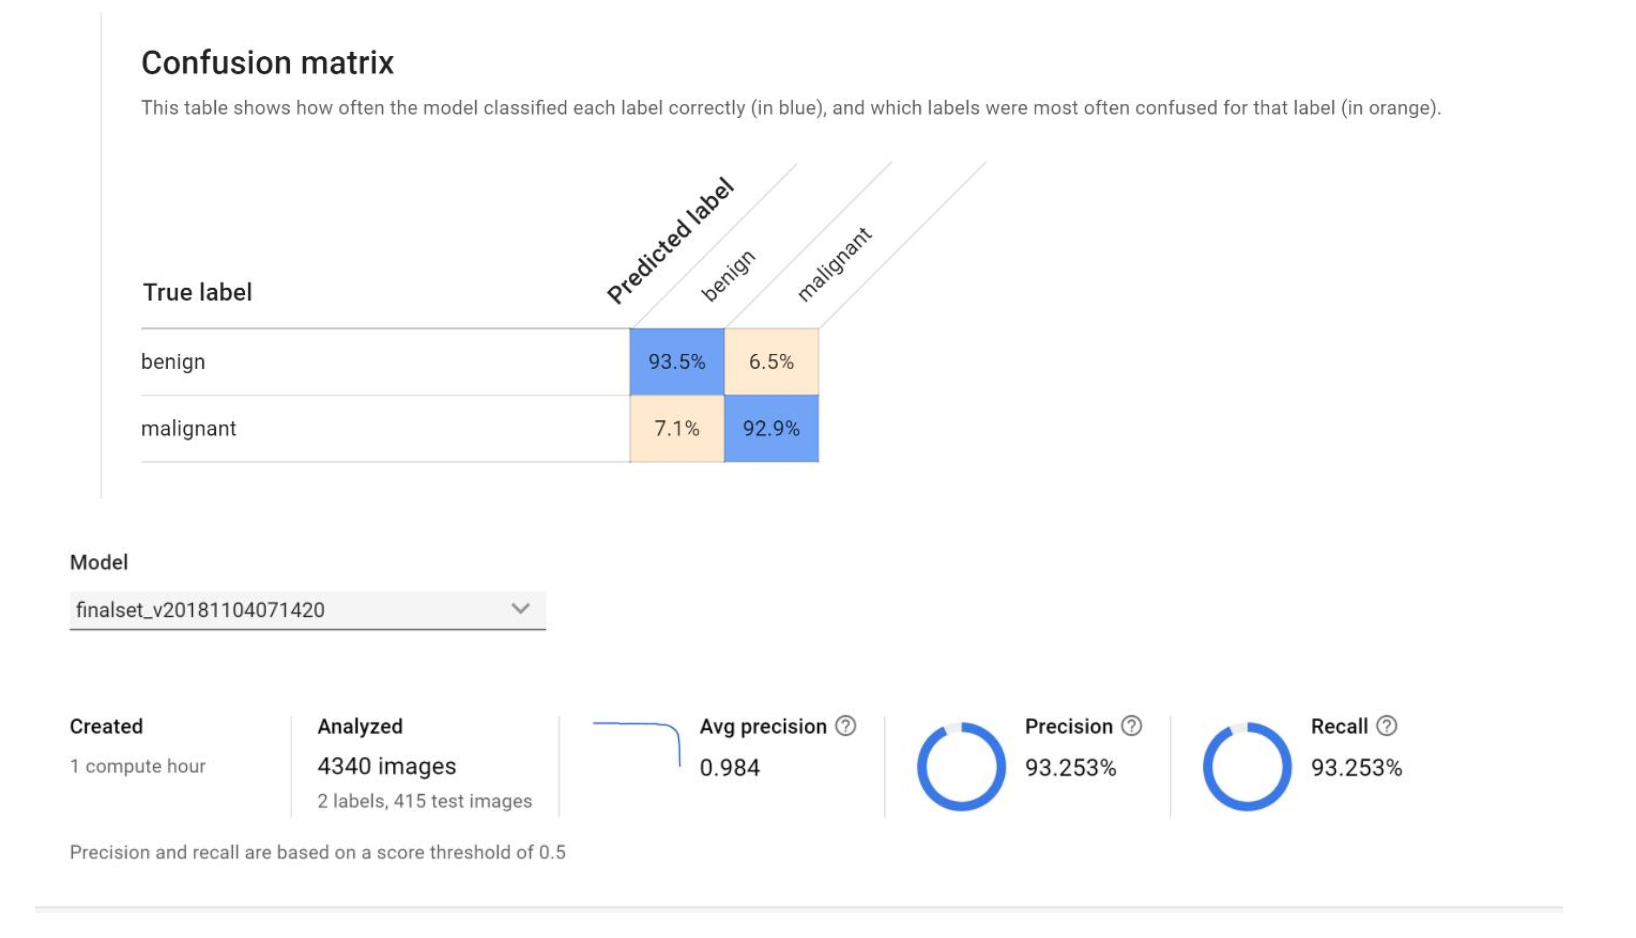 Confusion matrix
This table shows how often the model classified each label correctly (in blue), and which labels were most often confused for that label (in orange).
Predicted label
benign
malignant
True label
benign 93.5% 6.5%
malignant 7.1% 92.9%
Model
finalset_v20181104071420
Created
1 compute hour
Analyzed
4340 images
2 labels, 415 test images
Avg precision ?
0.984
Precision ?
93.253%
Recall ?
93.253%
Precision and recall are based on a score threshold of 0.5